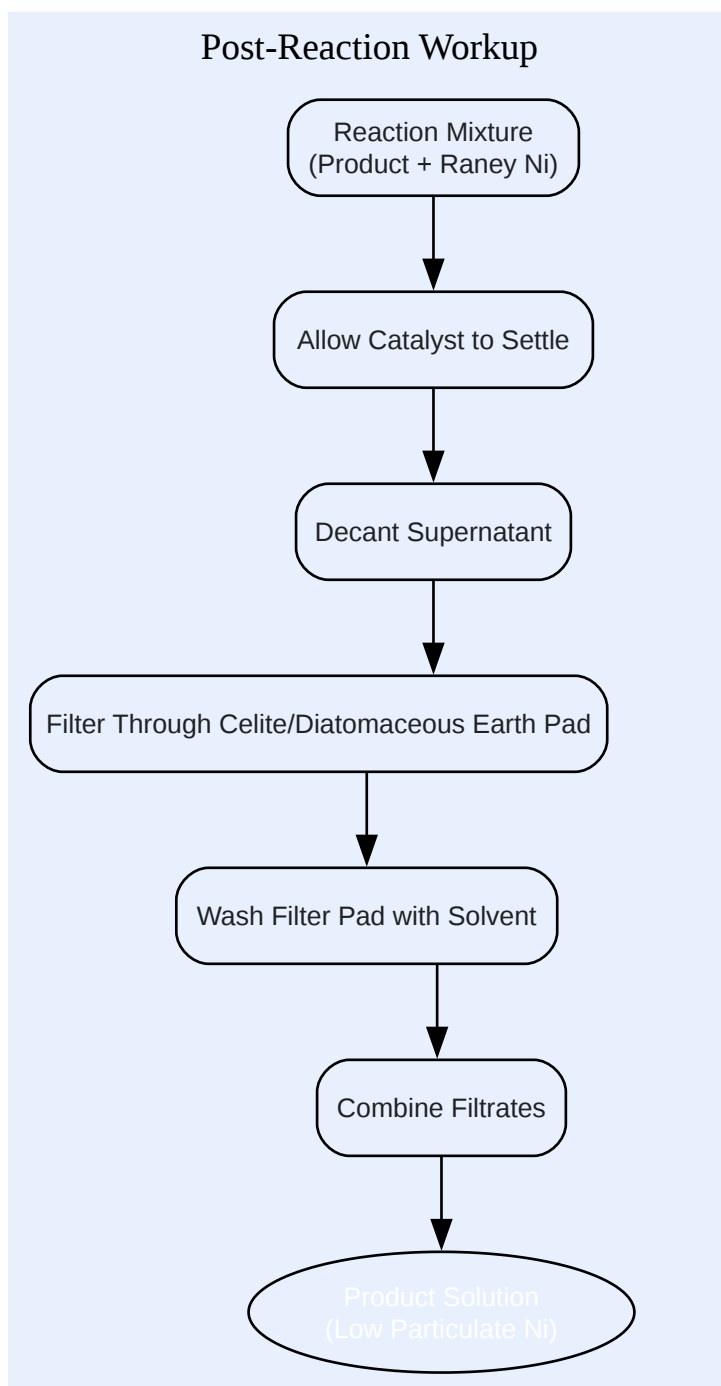 Post-Reaction Workup
Reaction Mixture
(Product + Raney Ni)
Allow Catalyst to Settle
Decant Supernatant
Filter Through Celite/Diatomaceous Earth Pad
Wash Filter Pad with Solvent
Combine Filtrates
Product Solution
(Low Particulate Ni)